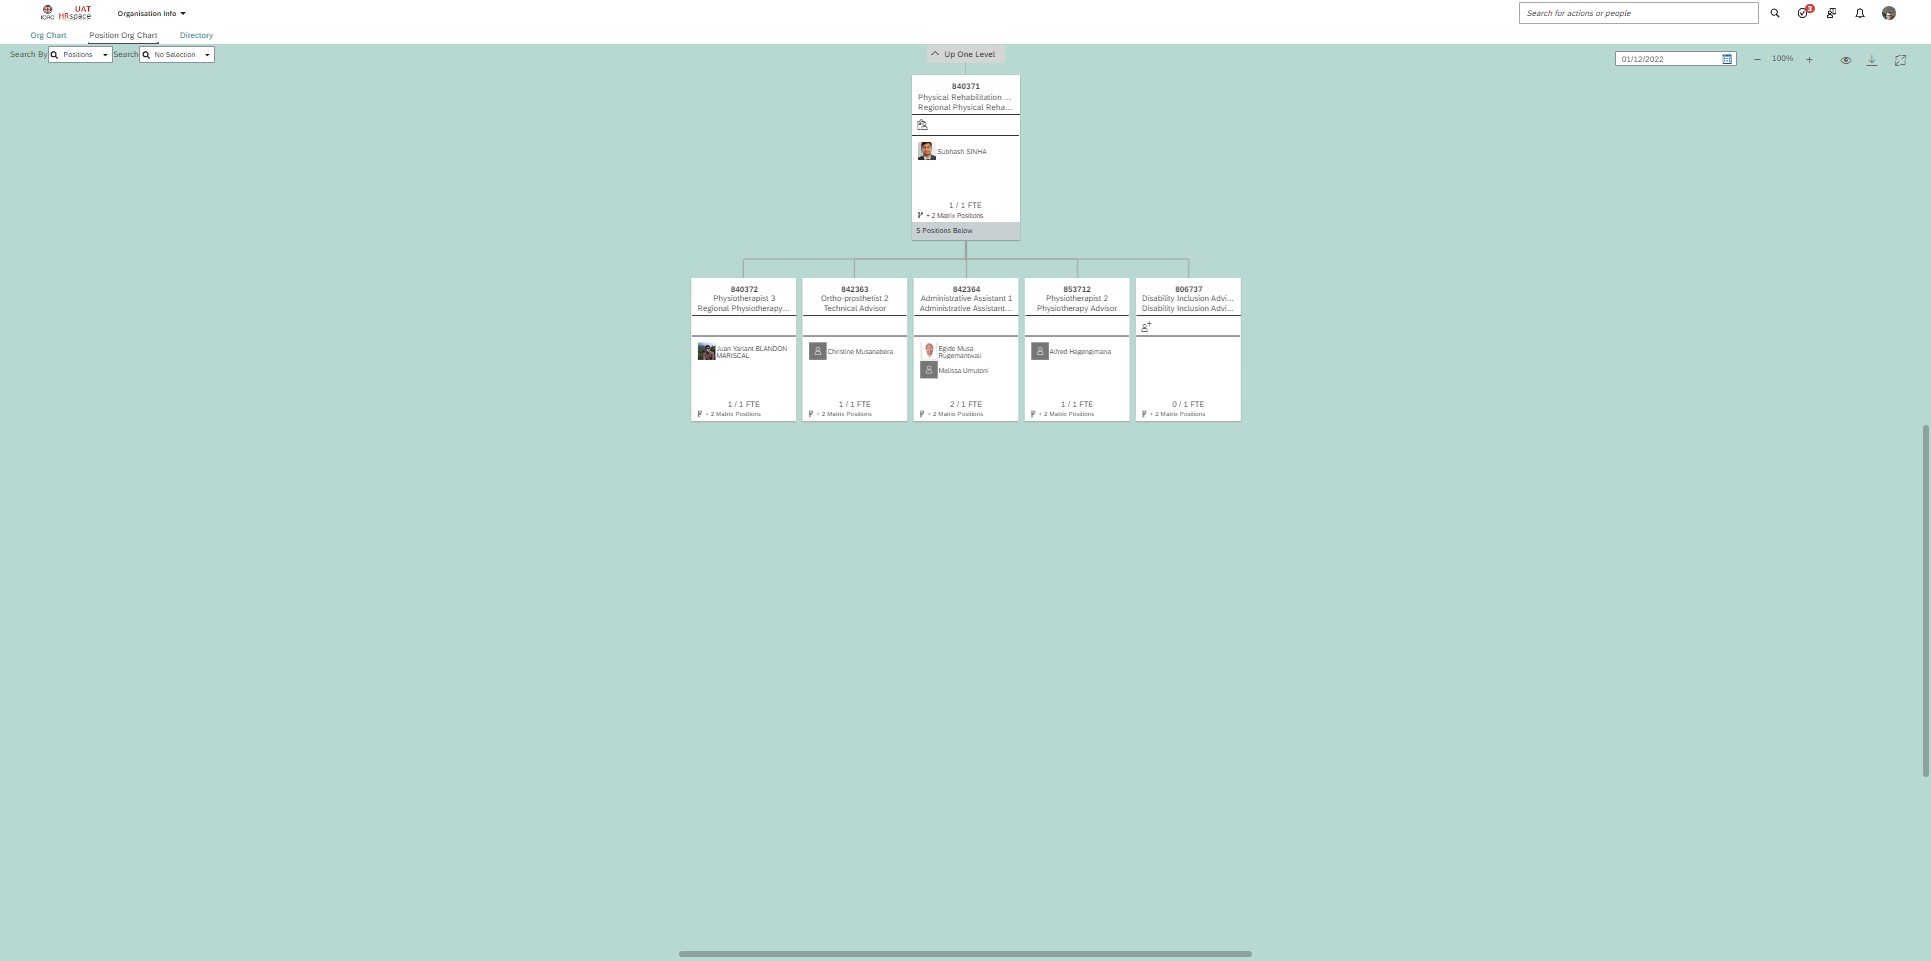 ICRC
UAT
HRspace
Organisation Info
Search for actions or people
3
Org Chart
Position Org Chart
Directory
Search By
Positions
Search
No Selection
Up One Level
01/12/2022
100%
840371
Physical Rehabilitation ...
Regional Physical Reha...
Subhash SINHA
1 / 1 FTE
+ 2 Matrix Positions
5 Positions Below
840372
Physiotherapist 3
Regional Physiotherapy...
Juan Yariant BLANDON
MARISCAL
1 / 1 FTE
+ 2 Matrix Positions
842363
Ortho-prosthetist 2
Technical Advisor
Christine Musanabera
1 / 1 FTE
+ 2 Matrix Positions
842364
Administrative Assistant 1
Administrative Assistant...
Egide Musa
Rugemantwali
Melissa Umutoni
2 / 1 FTE
+ 2 Matrix Positions
853712
Physiotherapist 2
Physiotherapy Advisor
Alfred Hagengimana
1 / 1 FTE
+ 2 Matrix Positions
806737
Disability Inclusion Advi...
Disability Inclusion Advi...
0 / 1 FTE
+ 2 Matrix Positions